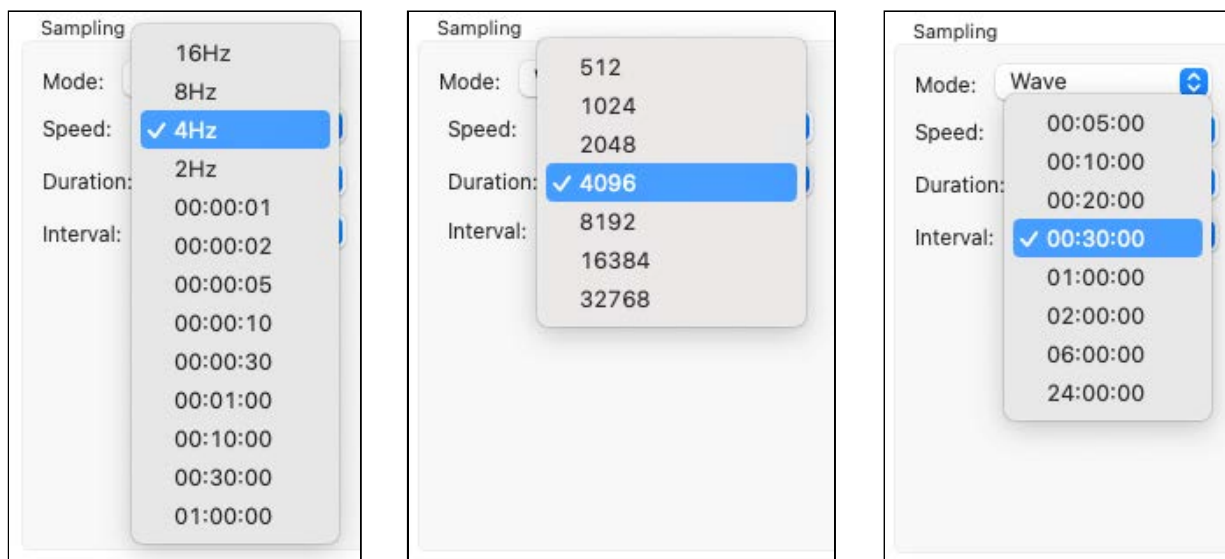 Sampling
16Hz
Mode:
8Hz
Speed:
✓ 4Hz
2Hz
Duration:
00:00:01
Interval:
00:00:02
00:00:05
00:00:10
00:00:30
00:01:00
00:10:00
00:30:00
01:00:00
Sampling
512
Mode:
1024
Speed:
2048
Duration: ✓ 4096
Interval:
8192
16384
32768
Sampling
Mode: Wave
Speed:
00:05:00
00:10:00
Duration:
00:20:00
Interval: ✓ 00:30:00
01:00:00
02:00:00
06:00:00
24:00:00